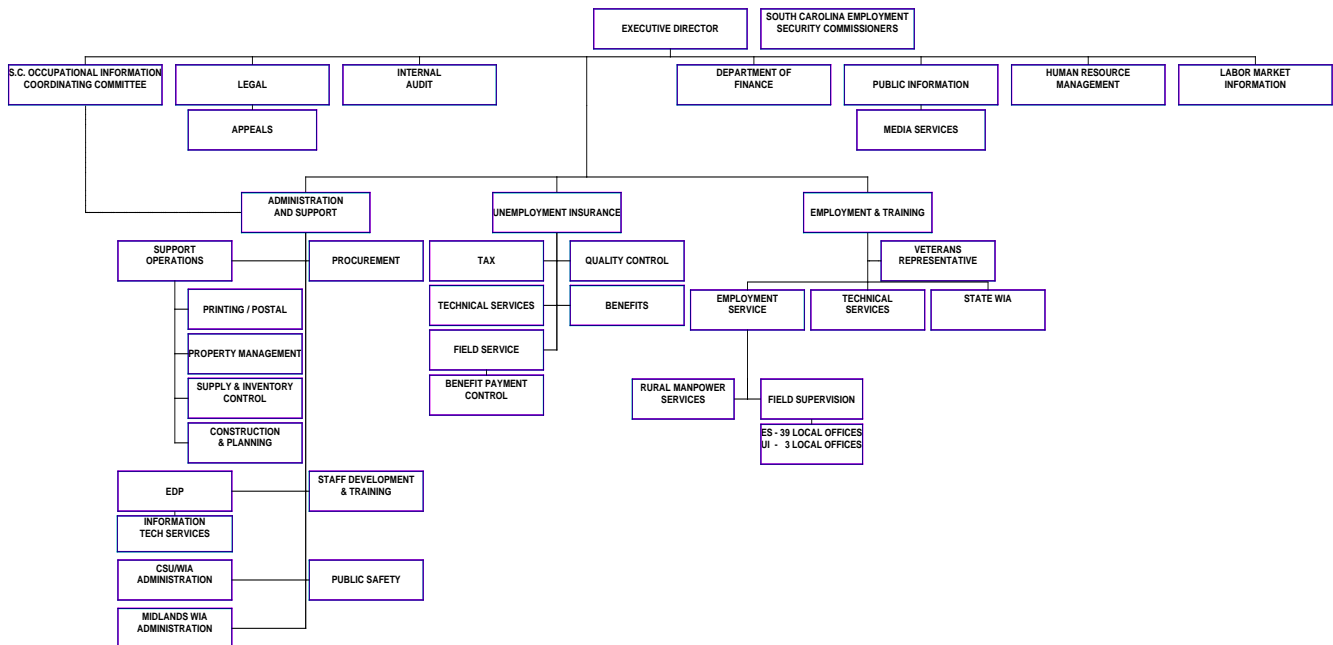 EXECUTIVE DIRECTOR
SOUTH CAROLINA EMPLOYMENT
SECURITY COMMISSIONERS
S.C. OCCUPATIONAL INFORMATION
COORDINATING COMMITTEE
LEGAL
INTERNAL
AUDIT
DEPARTMENT OF
FINANCE
PUBLIC INFORMATION
HUMAN RESOURCE
MANAGEMENT
LABOR MARKET
INFORMATION
APPEALS
MEDIA SERVICES
ADMINISTRATION
AND SUPPORT
UNEMPLOYMENT INSURANCE
EMPLOYMENT & TRAINING
SUPPORT
OPERATIONS
PROCUREMENT
TAX
QUALITY CONTROL
VETERANS
REPRESENTATIVE
PRINTING / POSTAL
TECHNICAL SERVICES
BENEFITS
EMPLOYMENT
SERVICE
TECHNICAL
SERVICES
STATE WIA
PROPERTY MANAGEMENT
FIELD SERVICE
SUPPLY & INVENTORY
CONTROL
BENEFIT PAYMENT
CONTROL
RURAL MANPOWER
SERVICES
FIELD SUPERVISION
CONSTRUCTION
& PLANNING
ES - 39 LOCAL OFFICES
UI - 3 LOCAL OFFICES
EDP
STAFF DEVELOPMENT
& TRAINING
INFORMATION
TECH SERVICES
CSU/WIA
ADMINISTRATION
PUBLIC SAFETY
MIDLANDS WIA
ADMINISTRATION